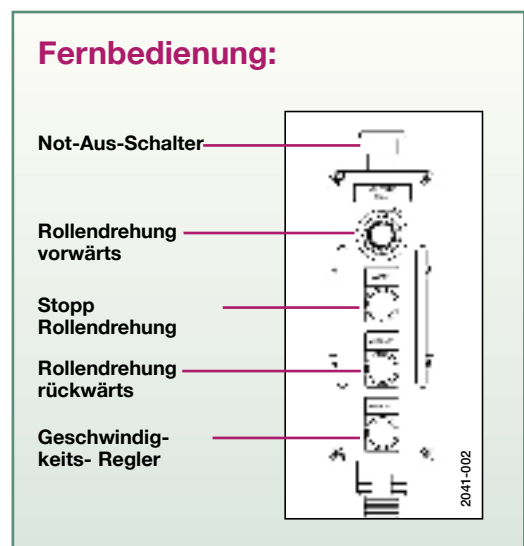 Fernbedienung:
Not-Aus-Schalter
Rollendrehung
vorwärts
Stopp
Rollendrehung
Rollendrehung
rückwärts
Geschwindig-
keits- Regler
2041-002